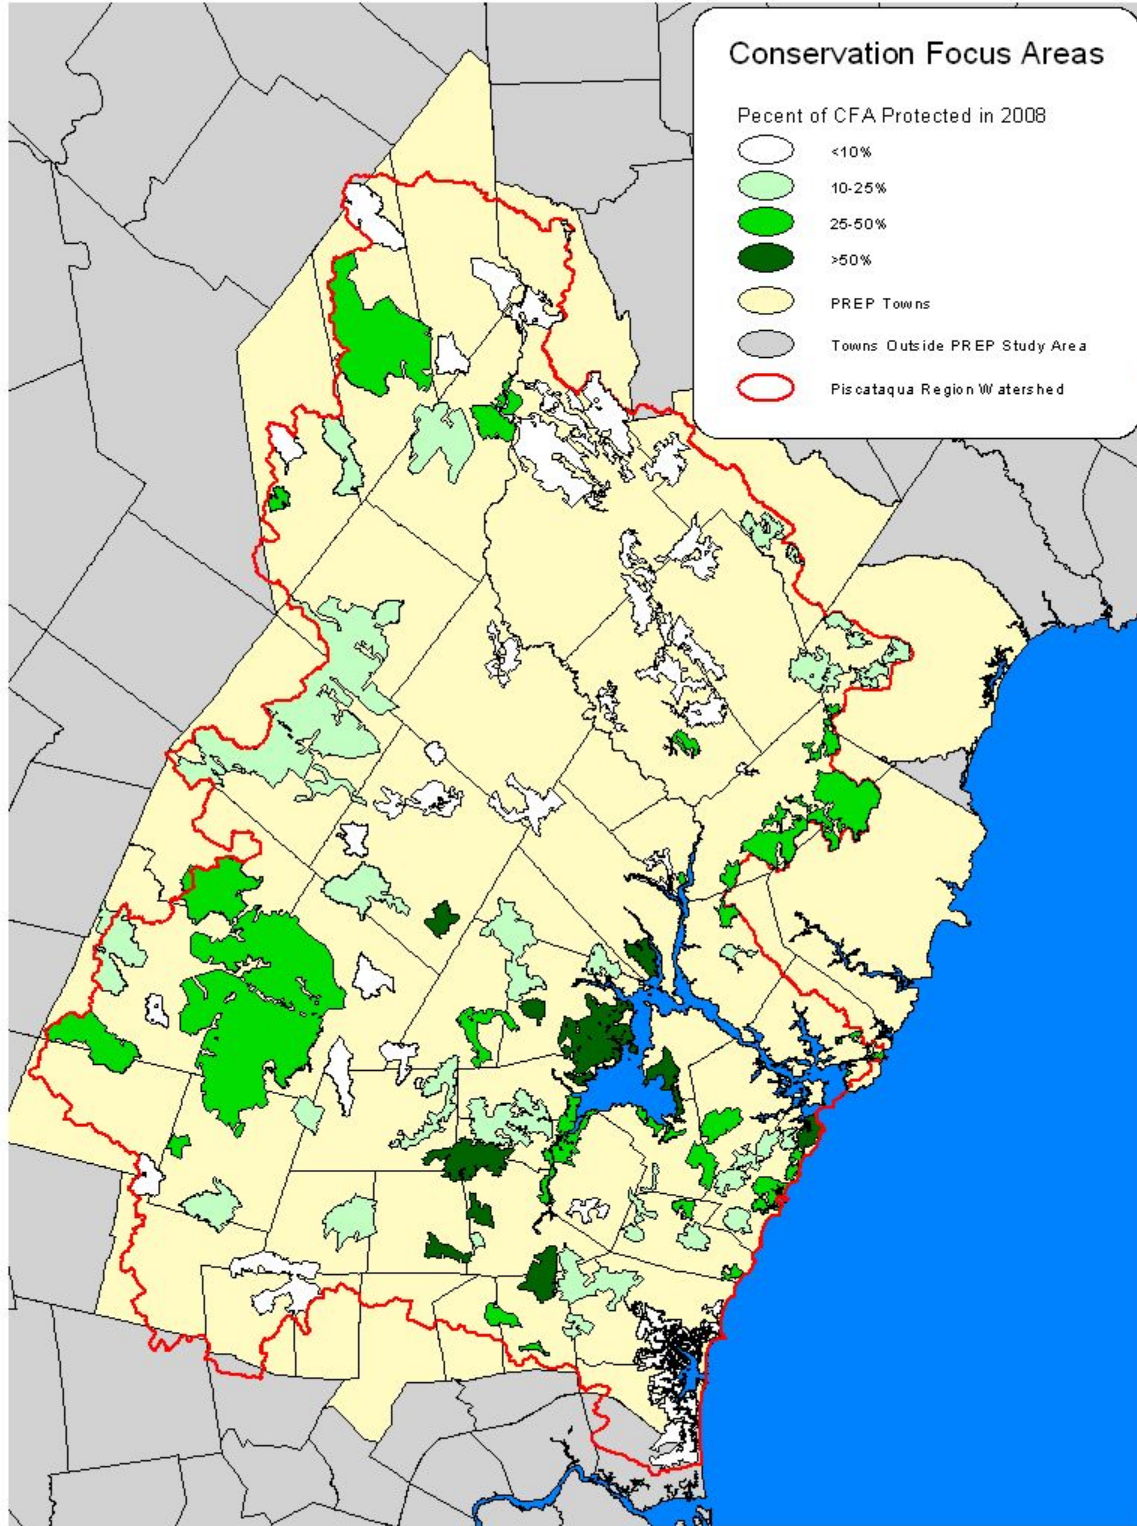 Conservation Focus Areas
Pecent of CFA Protected in 2008
<10%
10-25%
25-50%
>50%
PREP Towns
Towns Outside PREP Study Area
Piscataqua Region Watershed